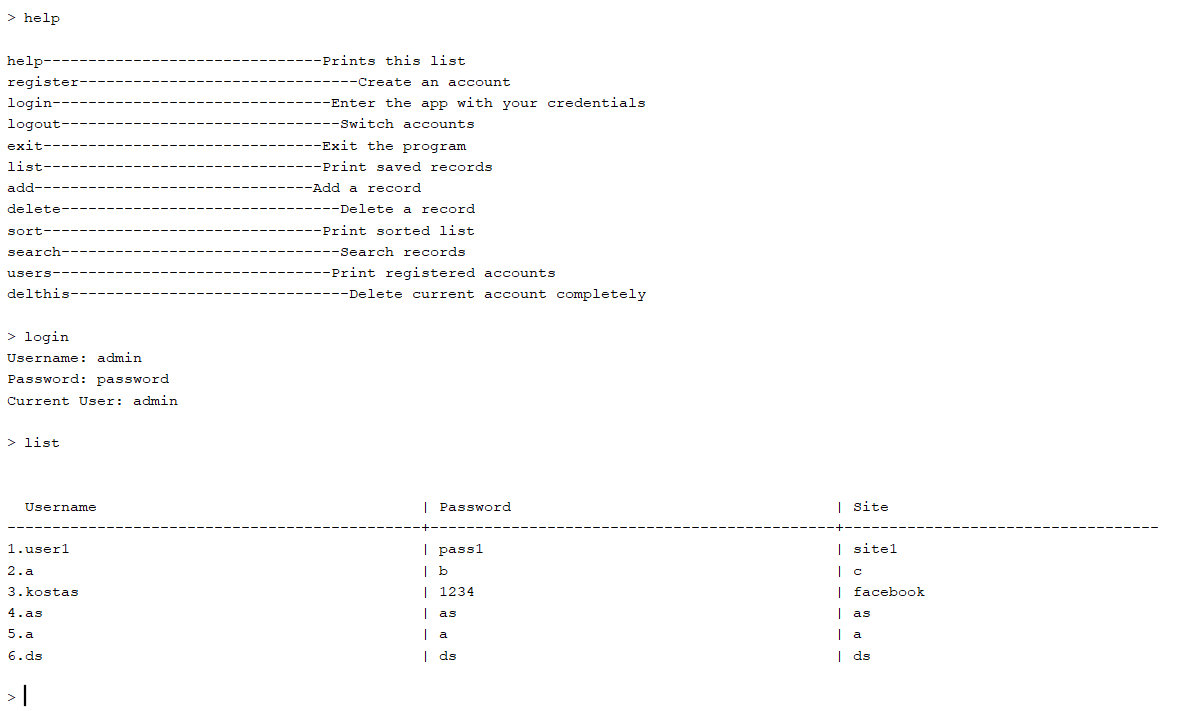 > help
help-------------------------------Prints this list
register-------------------------------Create an account
login-------------------------------Enter the app with your credentials
logout-------------------------------Switch accounts
exit-------------------------------Exit the program
list-------------------------------Print saved records
add-------------------------------Add a record
delete-------------------------------Delete a record
sort-------------------------------Print sorted list
search-------------------------------Search records
users-------------------------------Print registered accounts
delthis-------------------------------Delete current account completely
> login
Username: admin
Password: password
Current User: admin
> list
  Username                                    | Password                                    | Site
----------------------------------------------+---------------------------------------------+-----------------------------------
1.user1                                       | pass1                                       | site1
2.a                                           | b                                           | c
3.kostas                                      | 1234                                        | facebook
4.as                                          | as                                          | as
5.a                                           | a                                           | a
6.ds                                          | ds                                          | ds
>